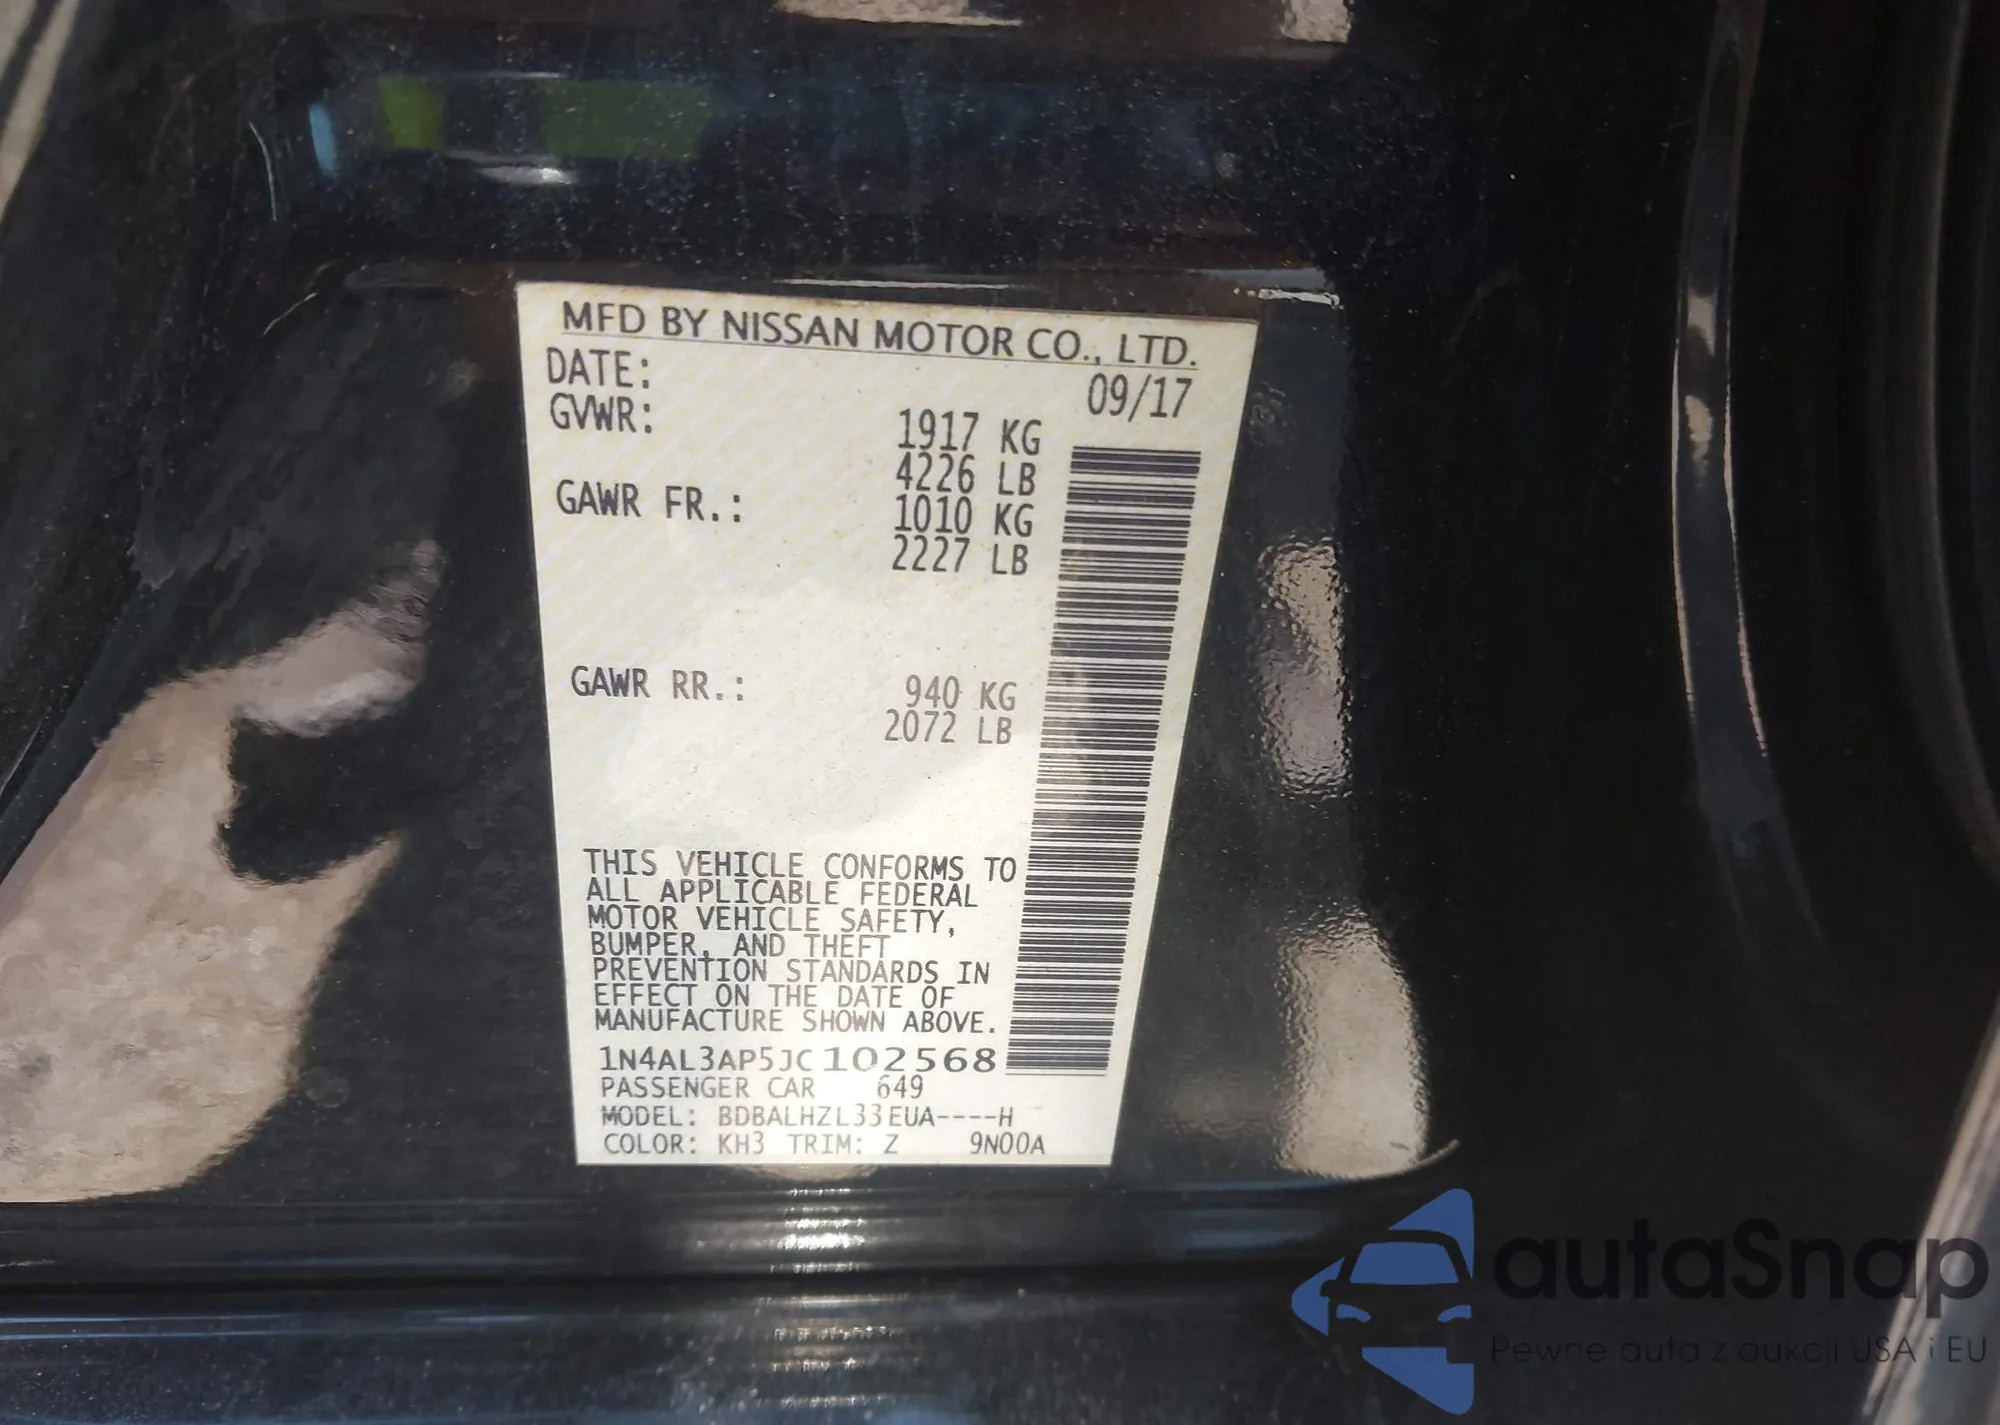 MFD BY NISSAN MOTOR CO., LTD.
DATE: 09/17
GVWR: 1917 KG
4226 LB
GAWR FR.: 1010 KG
2227 LB
GAWR RR.: 940 KG
2072 LB
THIS VEHICLE CONFORMS TO
ALL APPLICABLE FEDERAL
MOTOR VEHICLE SAFETY,
BUMPER, AND THEFT
PREVENTION STANDARDS IN
EFFECT ON THE DATE OF
MANUFACTURE SHOWN ABOVE.
1N4AL3AP5JC102568
PASSENGER CAR 649
MODEL: BDBALHZL33EUA----H
COLOR: KH3 TRIM: Z 9N00A
autaSnap
Pewne auta z aukcji USA i EU